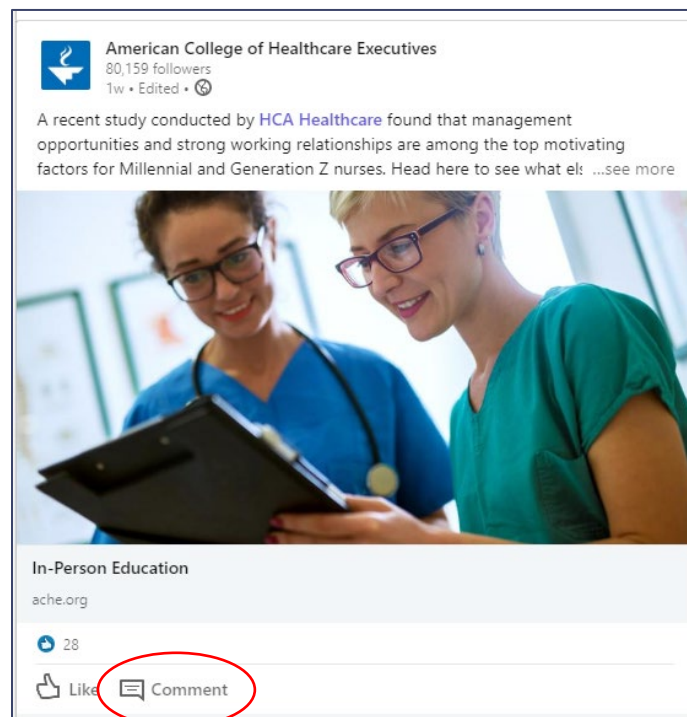 American College of Healthcare Executives
80,159 followers
1w • Edited •
A recent study conducted by HCA Healthcare found that management
opportunities and strong working relationships are among the top motivating
factors for Millennial and Generation Z nurses. Head here to see what els ...see more
In-Person Education
ache.org
28
Like Comment